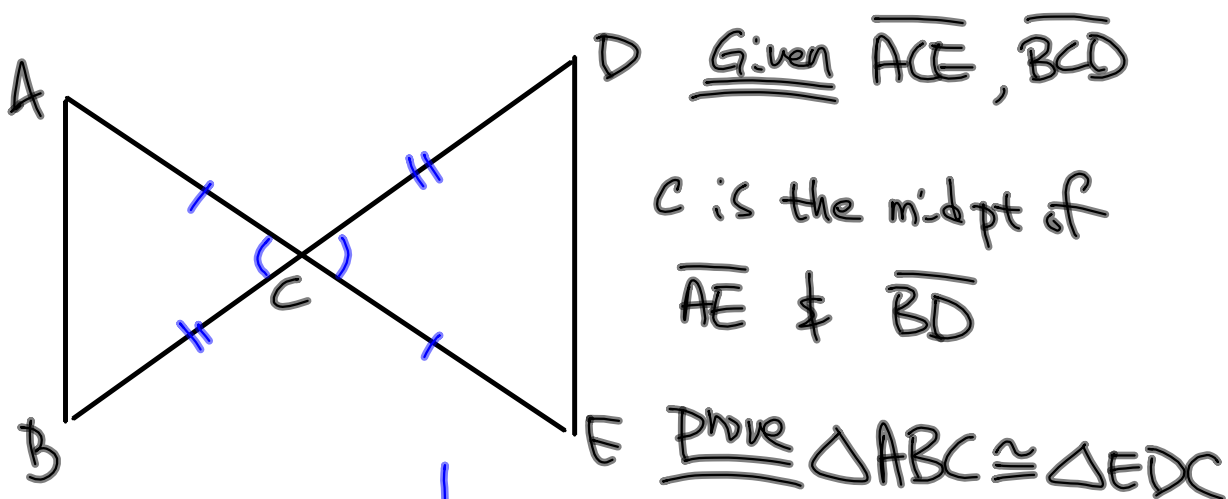 A
D
Given ACE, BCD
C is the midpt of
C
AE & BD
B
E
Prove △ABC ≅ △EDC